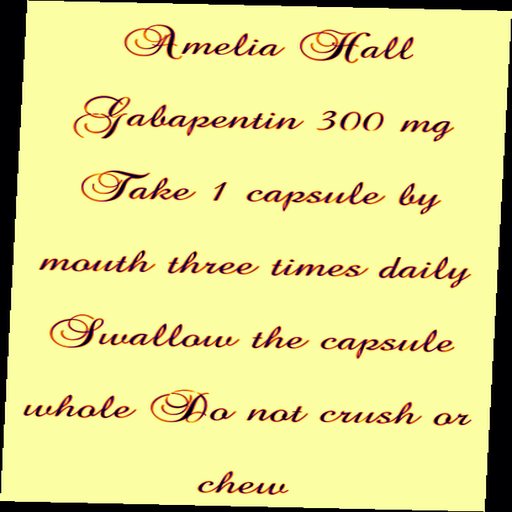 Amelia Hall
Gabapentin 300 mg
Take 1 capsule by
mouth three times daily
Swallow the capsule
whole Do not crush or
chew